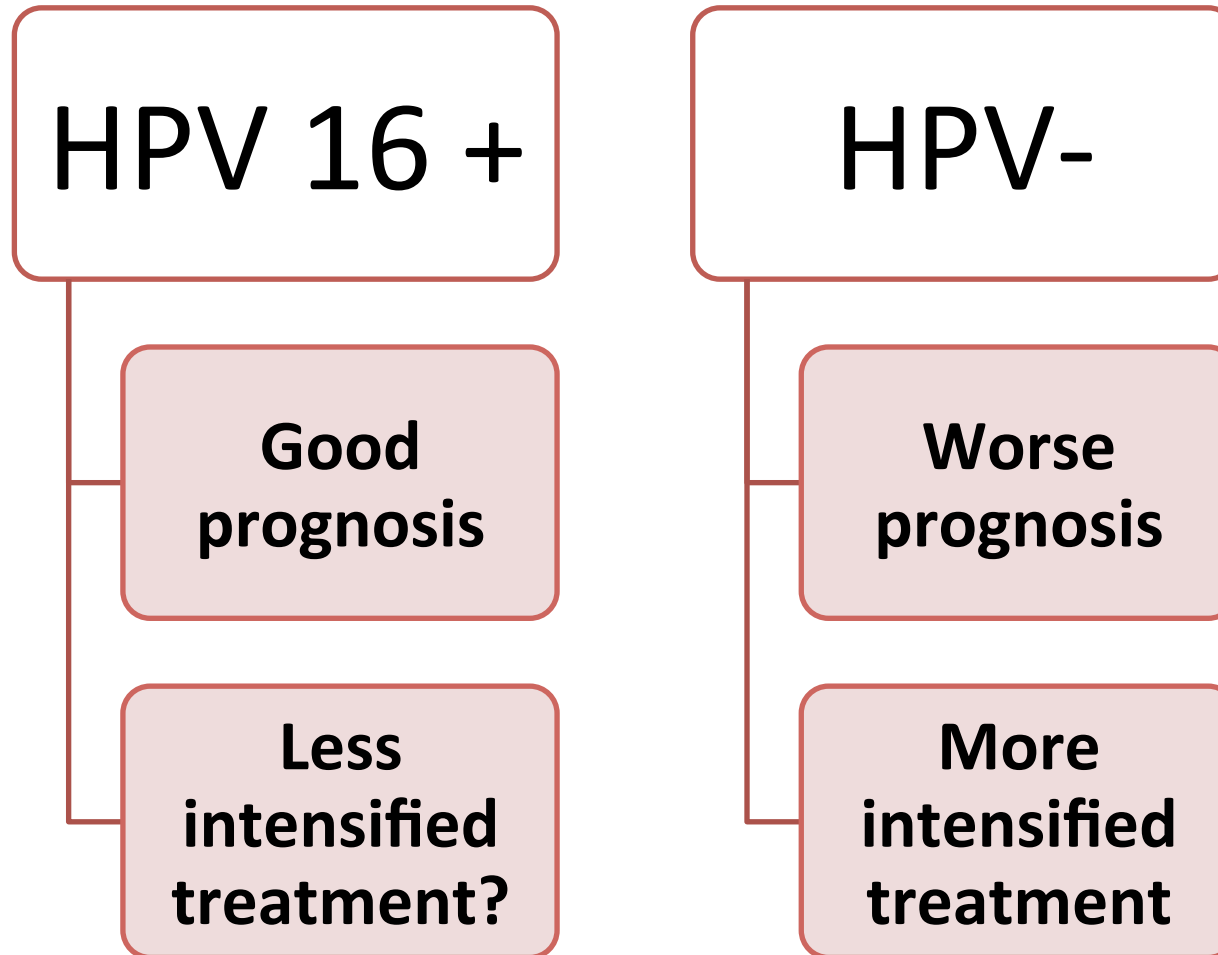 HPV 16 +
Good
prognosis
Less
intensified
treatment?
HPV-
Worse
prognosis
More
intensified
treatment